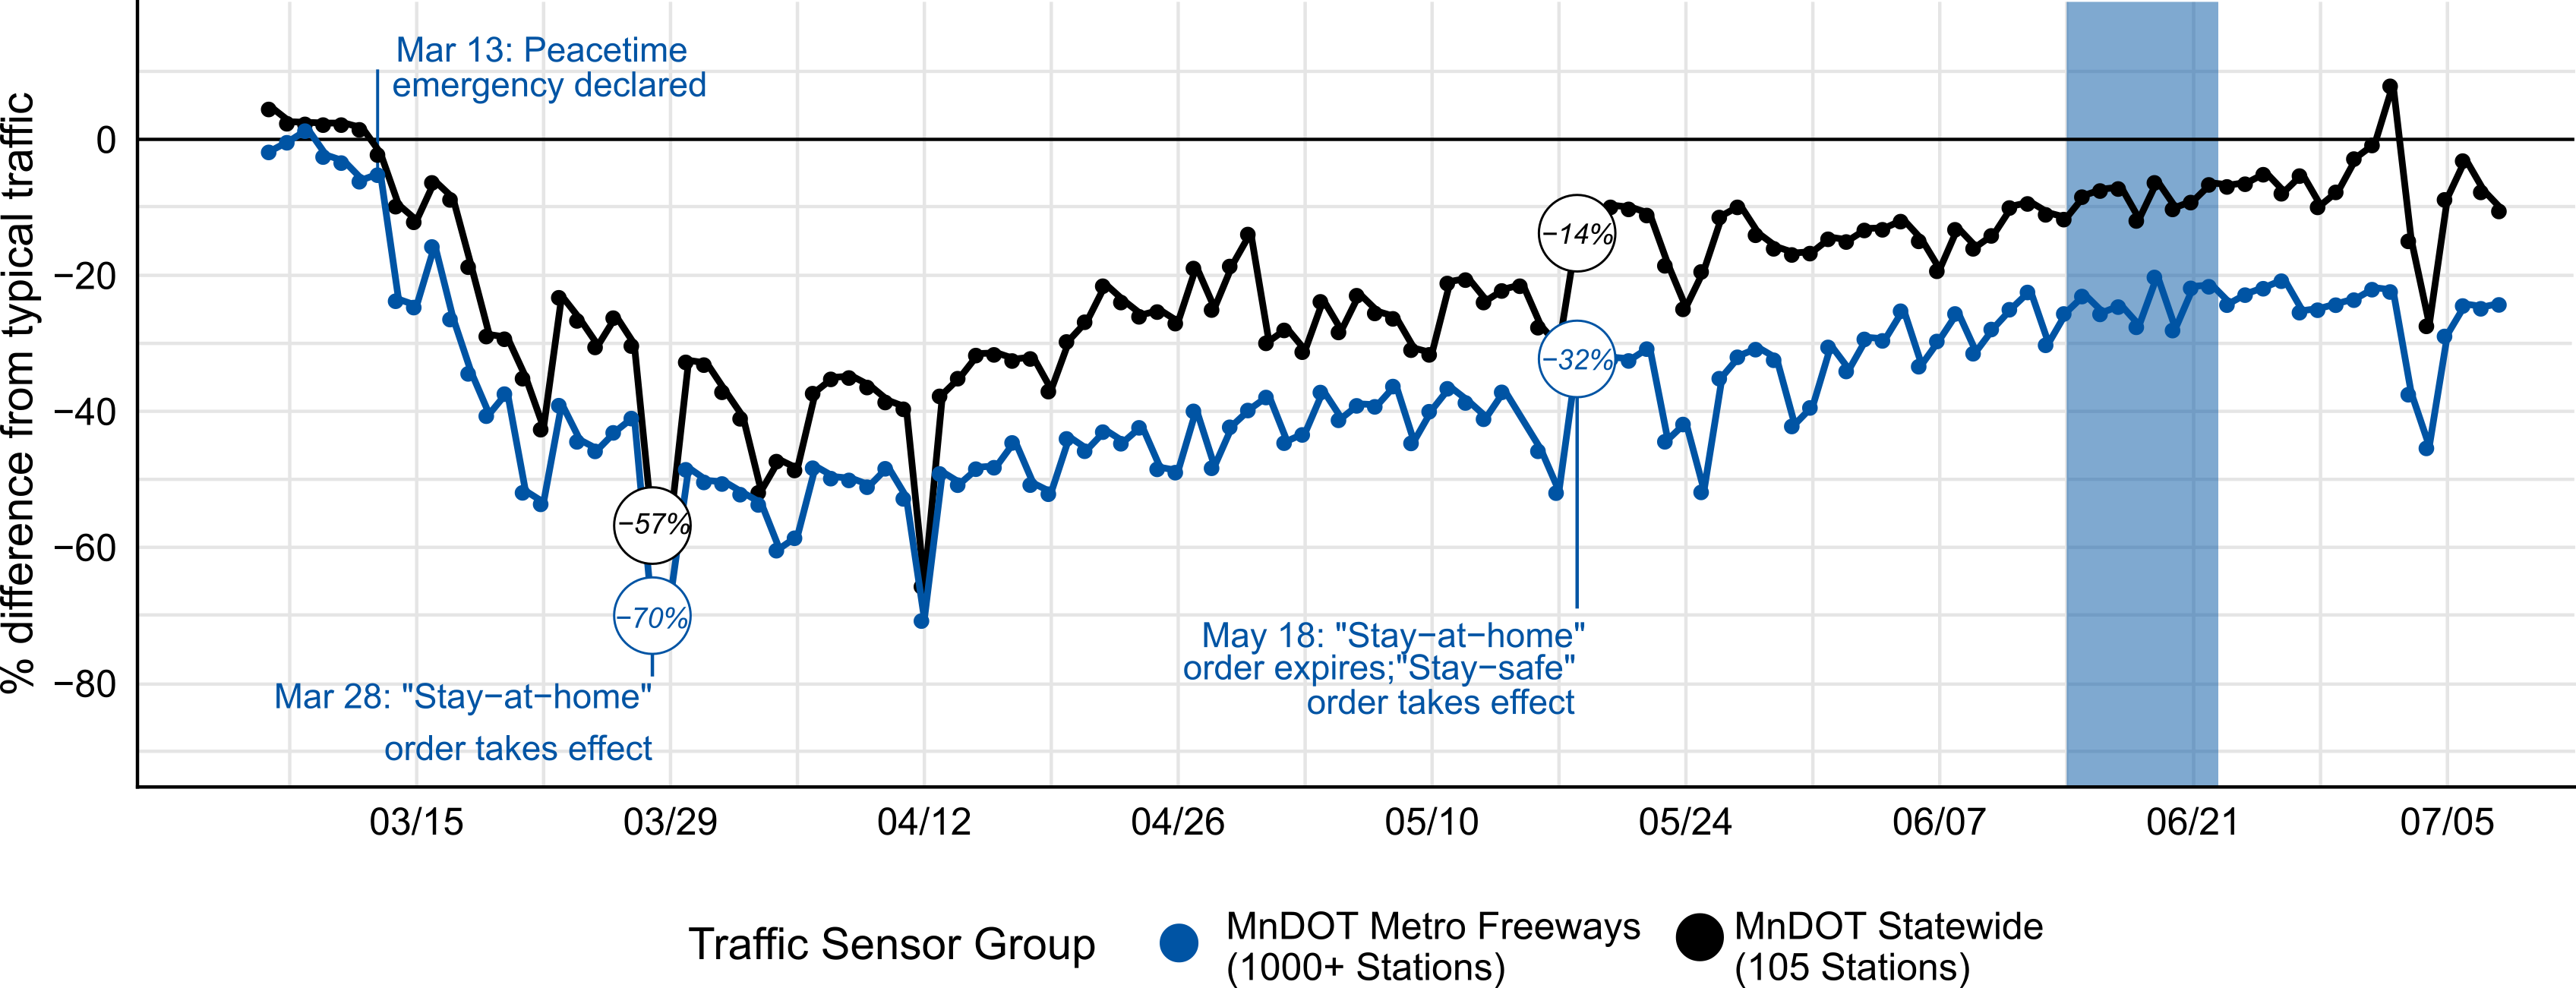 % difference from typical traffic
0
−20
−40
−60
−80
Mar 13: Peacetime
emergency declared
−14%
−32%
−57%
−70%
May 18: "Stay−at−home"
order expires;"Stay−safe"
order takes effect
Mar 28: "Stay−at−home"
order takes effect
03/15
03/29
04/12
04/26
05/10
05/24
06/07
06/21
07/05
Traffic Sensor Group
MnDOT Metro Freeways
(1000+ Stations)
MnDOT Statewide
(105 Stations)